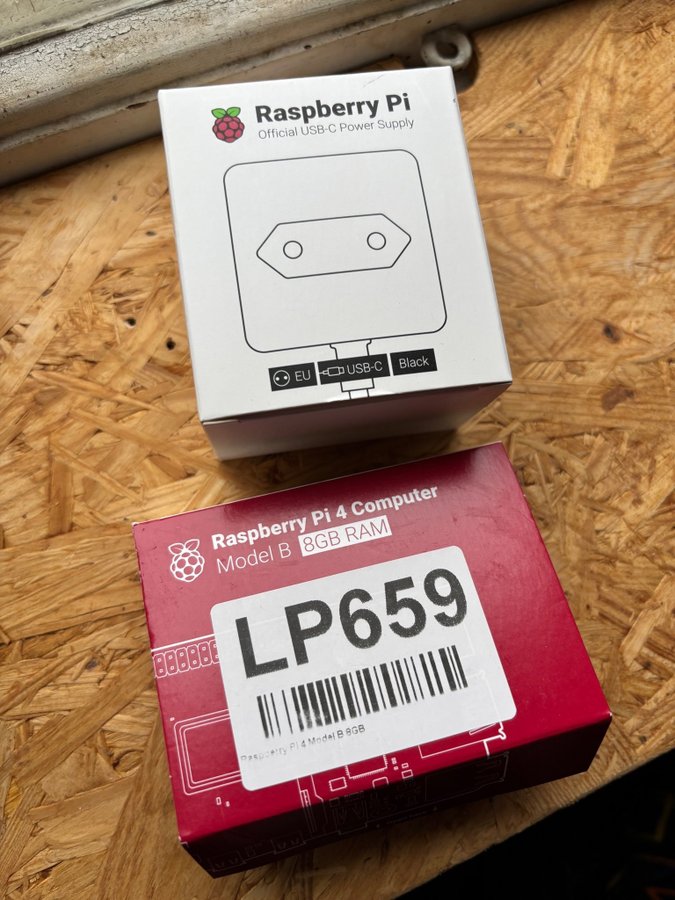 Raspberry Pi
Official USB-C Power Supply
EU USB-C Black
Raspberry Pi 4 Computer
Model B 8GB RAM
LP659
Raspberry Pi 4 Model B 8GB